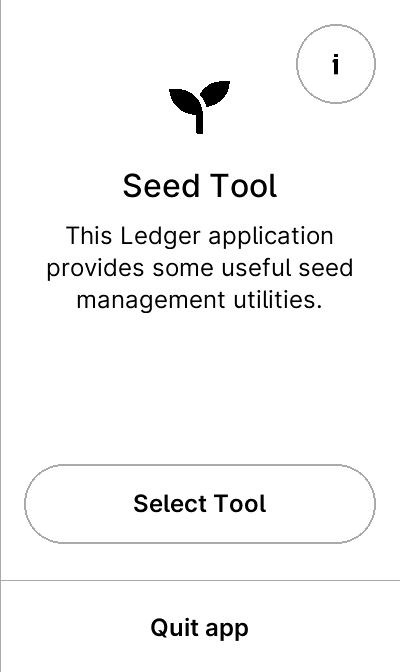 i
Seed Tool
This Ledger application
provides some useful seed
management utilities.
Select Tool
Quit app